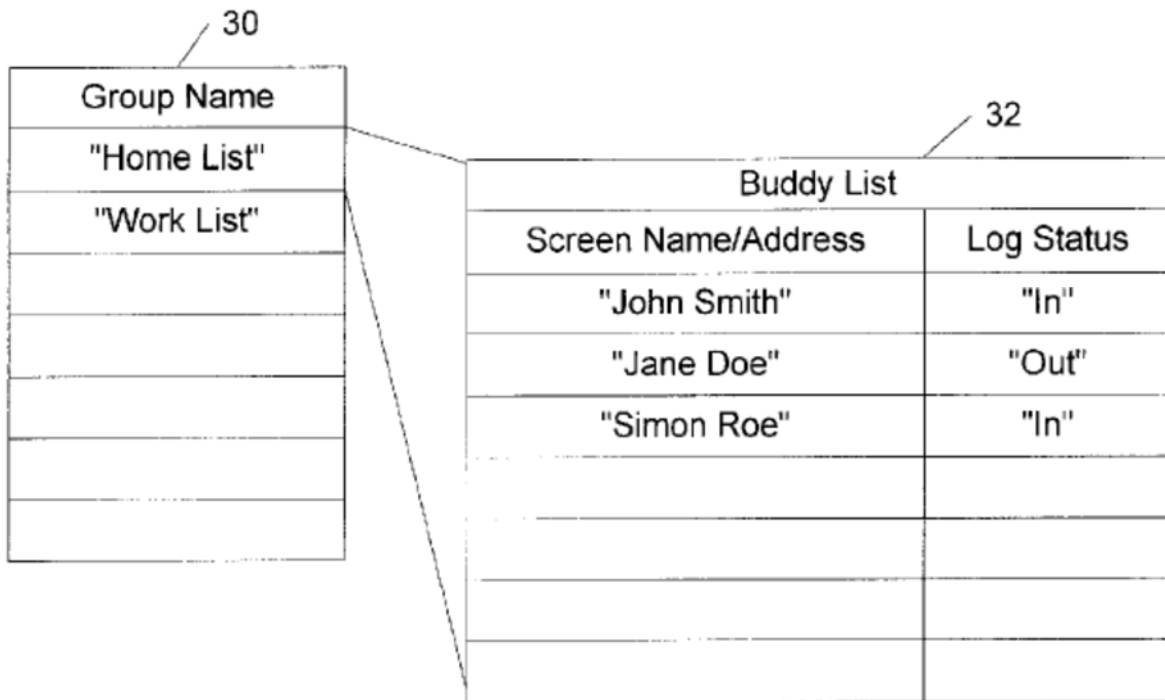 30
Group Name
"Home List"
"Work List"
32
Buddy List
Screen Name/Address Log Status
"John Smith" "In"
"Jane Doe" "Out"
"Simon Roe" "In"